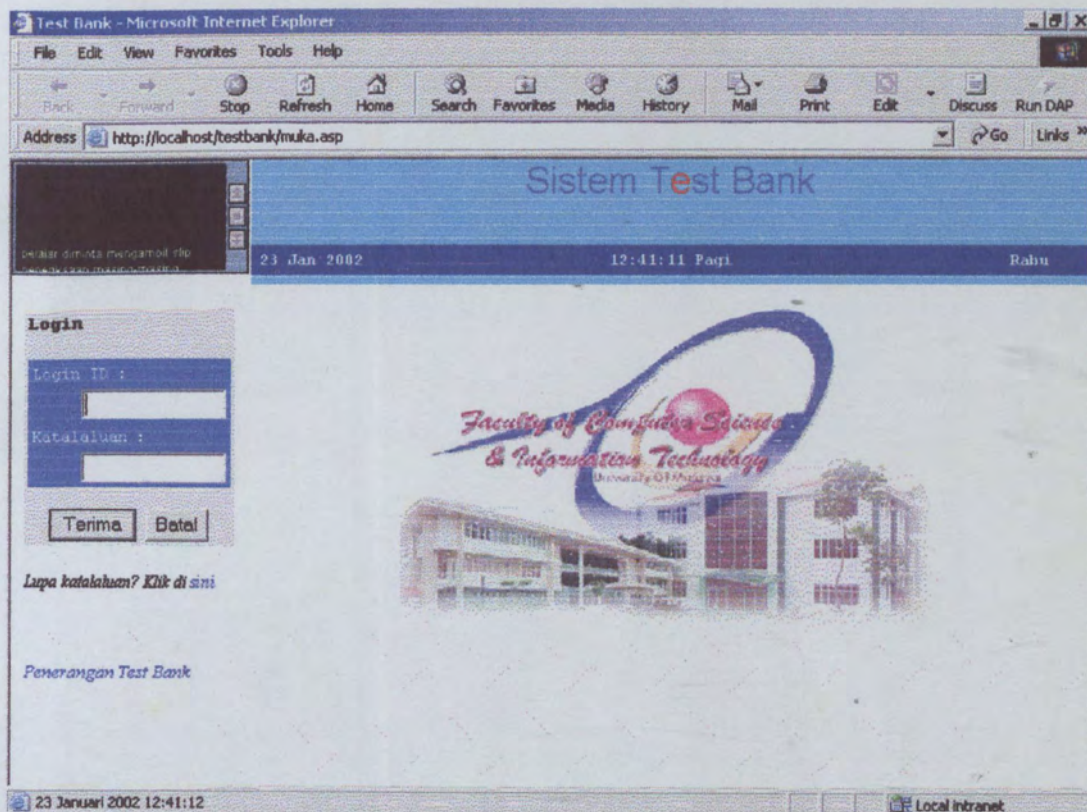 Test Bank - Microsoft Internet Explorer
File Edit View Favorites Tools Help
Back Forward Stop Refresh Home Search Favorites Media History Mail Print Edit Discuss Run DAP
Address http://localhost/testbank/muka.asp Go Links »
Sistem Test Bank
pelajar diminta mengambil slip
23 Jan 2002 12:41:11 Pagi Rabu
Login
Login ID :
Katalaluan :
Terima Batal
Lupa katalaluan? Klik di sini
Penerangan Test Bank
Faculty of Computer Science
& Information Technology
University Of Malaya
23 Januari 2002 12:41:12 Local intranet